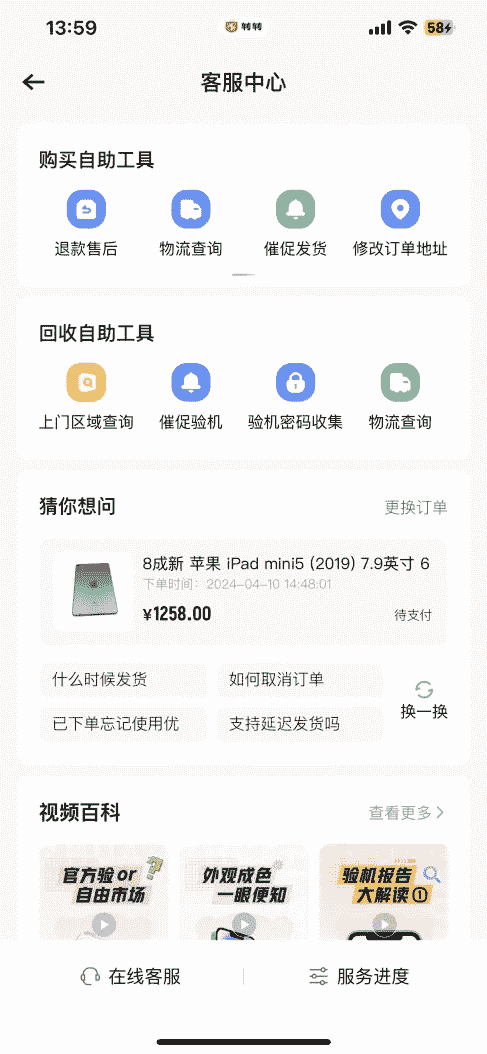 13:59
转转
58
客服中心
购买自助工具
退款售后
物流查询
催促发货
修改订单地址
回收自助工具
上门区域查询
催促验机
验机密码收集
物流查询
猜你想问
更换订单
8成新 苹果 iPad mini5 (2019) 7.9英寸 6
下单时间：2024-04-10 14:48:01
¥1258.00
待支付
什么时候发货
如何取消订单
换一换
已下单忘记使用优
支持延迟发货吗
视频百科
查看更多
官方验or
自由市场
外观成色
一眼便知
验机报告
大解读①
在线客服
服务进度